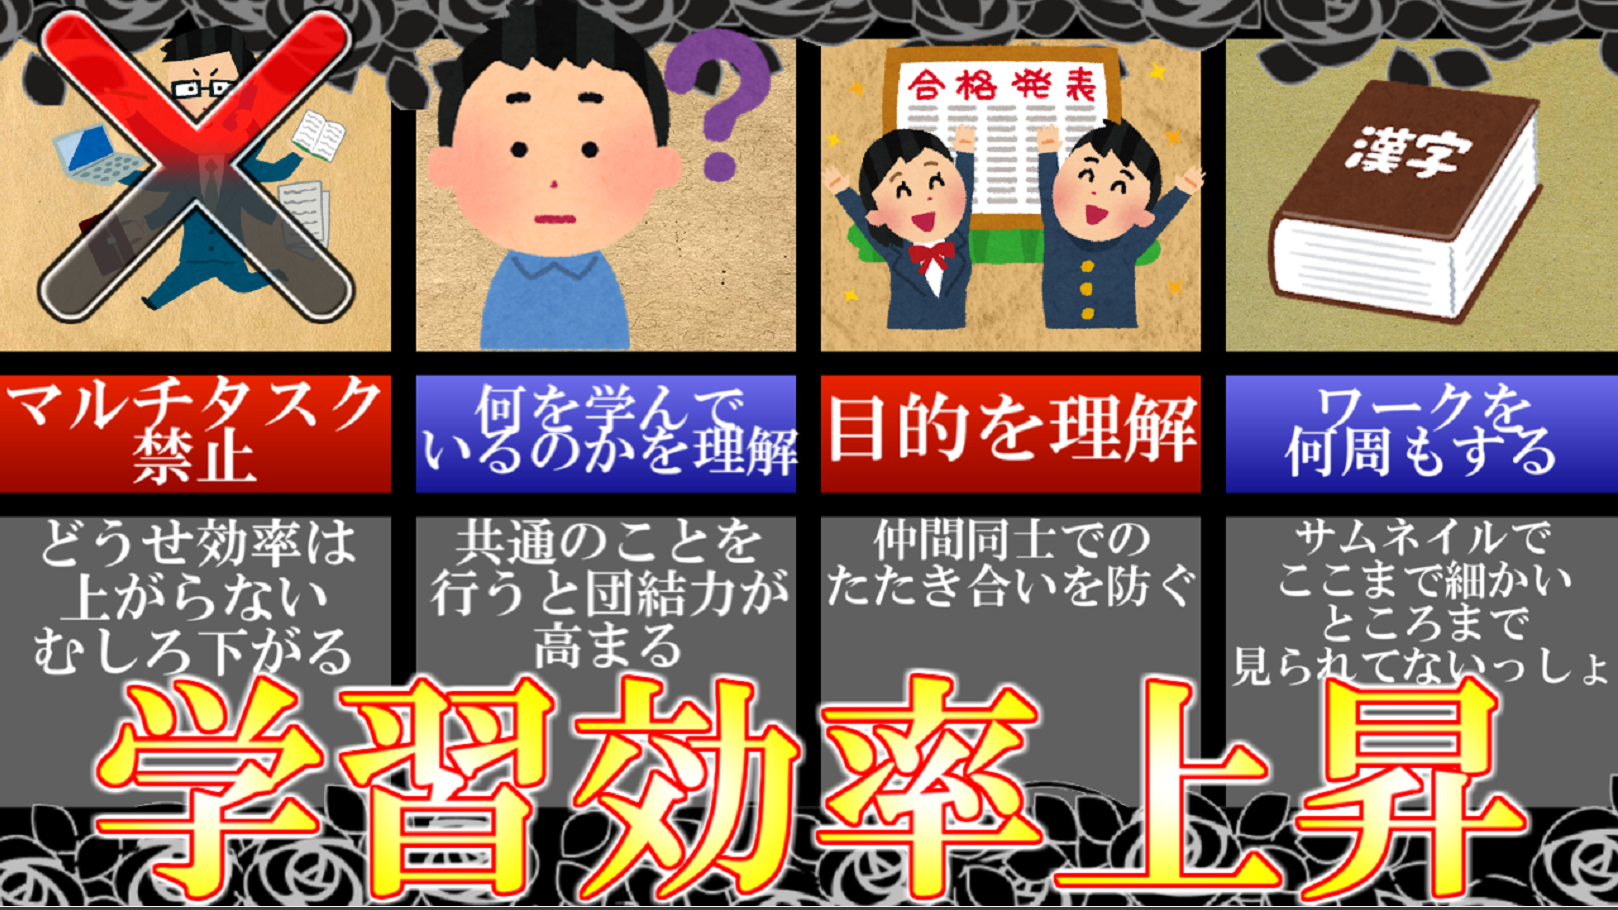 合格発表
漢字
マルチタスク
禁止
何を学んで
いるのかを理解
目的を理解
ワークを
何周もする
どうせ効率は
上がらない
むしろ下がる
共通のことを
行うと団結力が
高まる
仲間同士での
たたき合いを防ぐ
サムネイルで
ここまで細かい
ところまで
見られてないっしょ
学習効率上昇